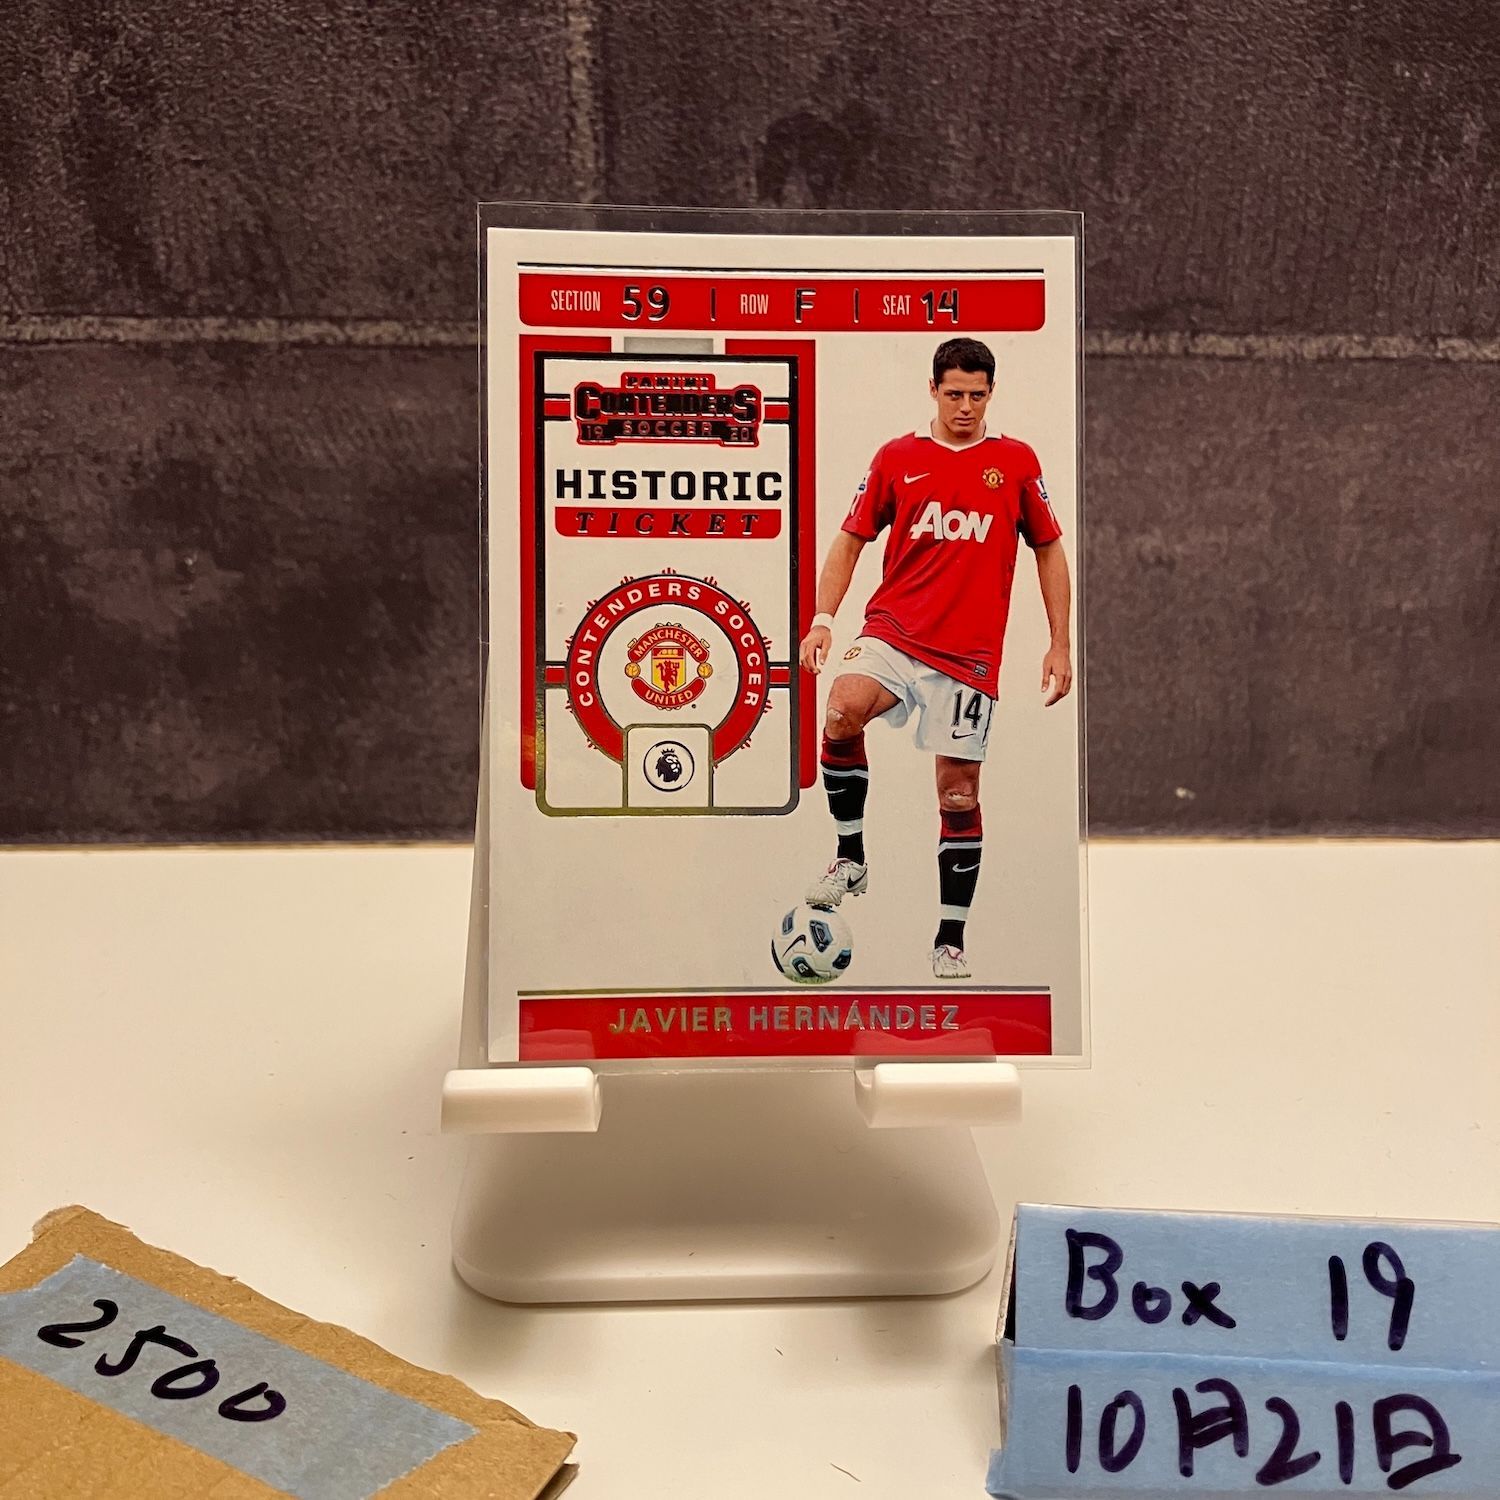 SECTION 59 | ROW F | SEAT 14
PANINI
CONTENDERS
19 SOCCER 20
HISTORIC
TICKET
CONTENDERS SOCCER
MANCHESTER
UNITED
AON
14
JAVIER HERNÁNDEZ
2500
Box 19
10月21日